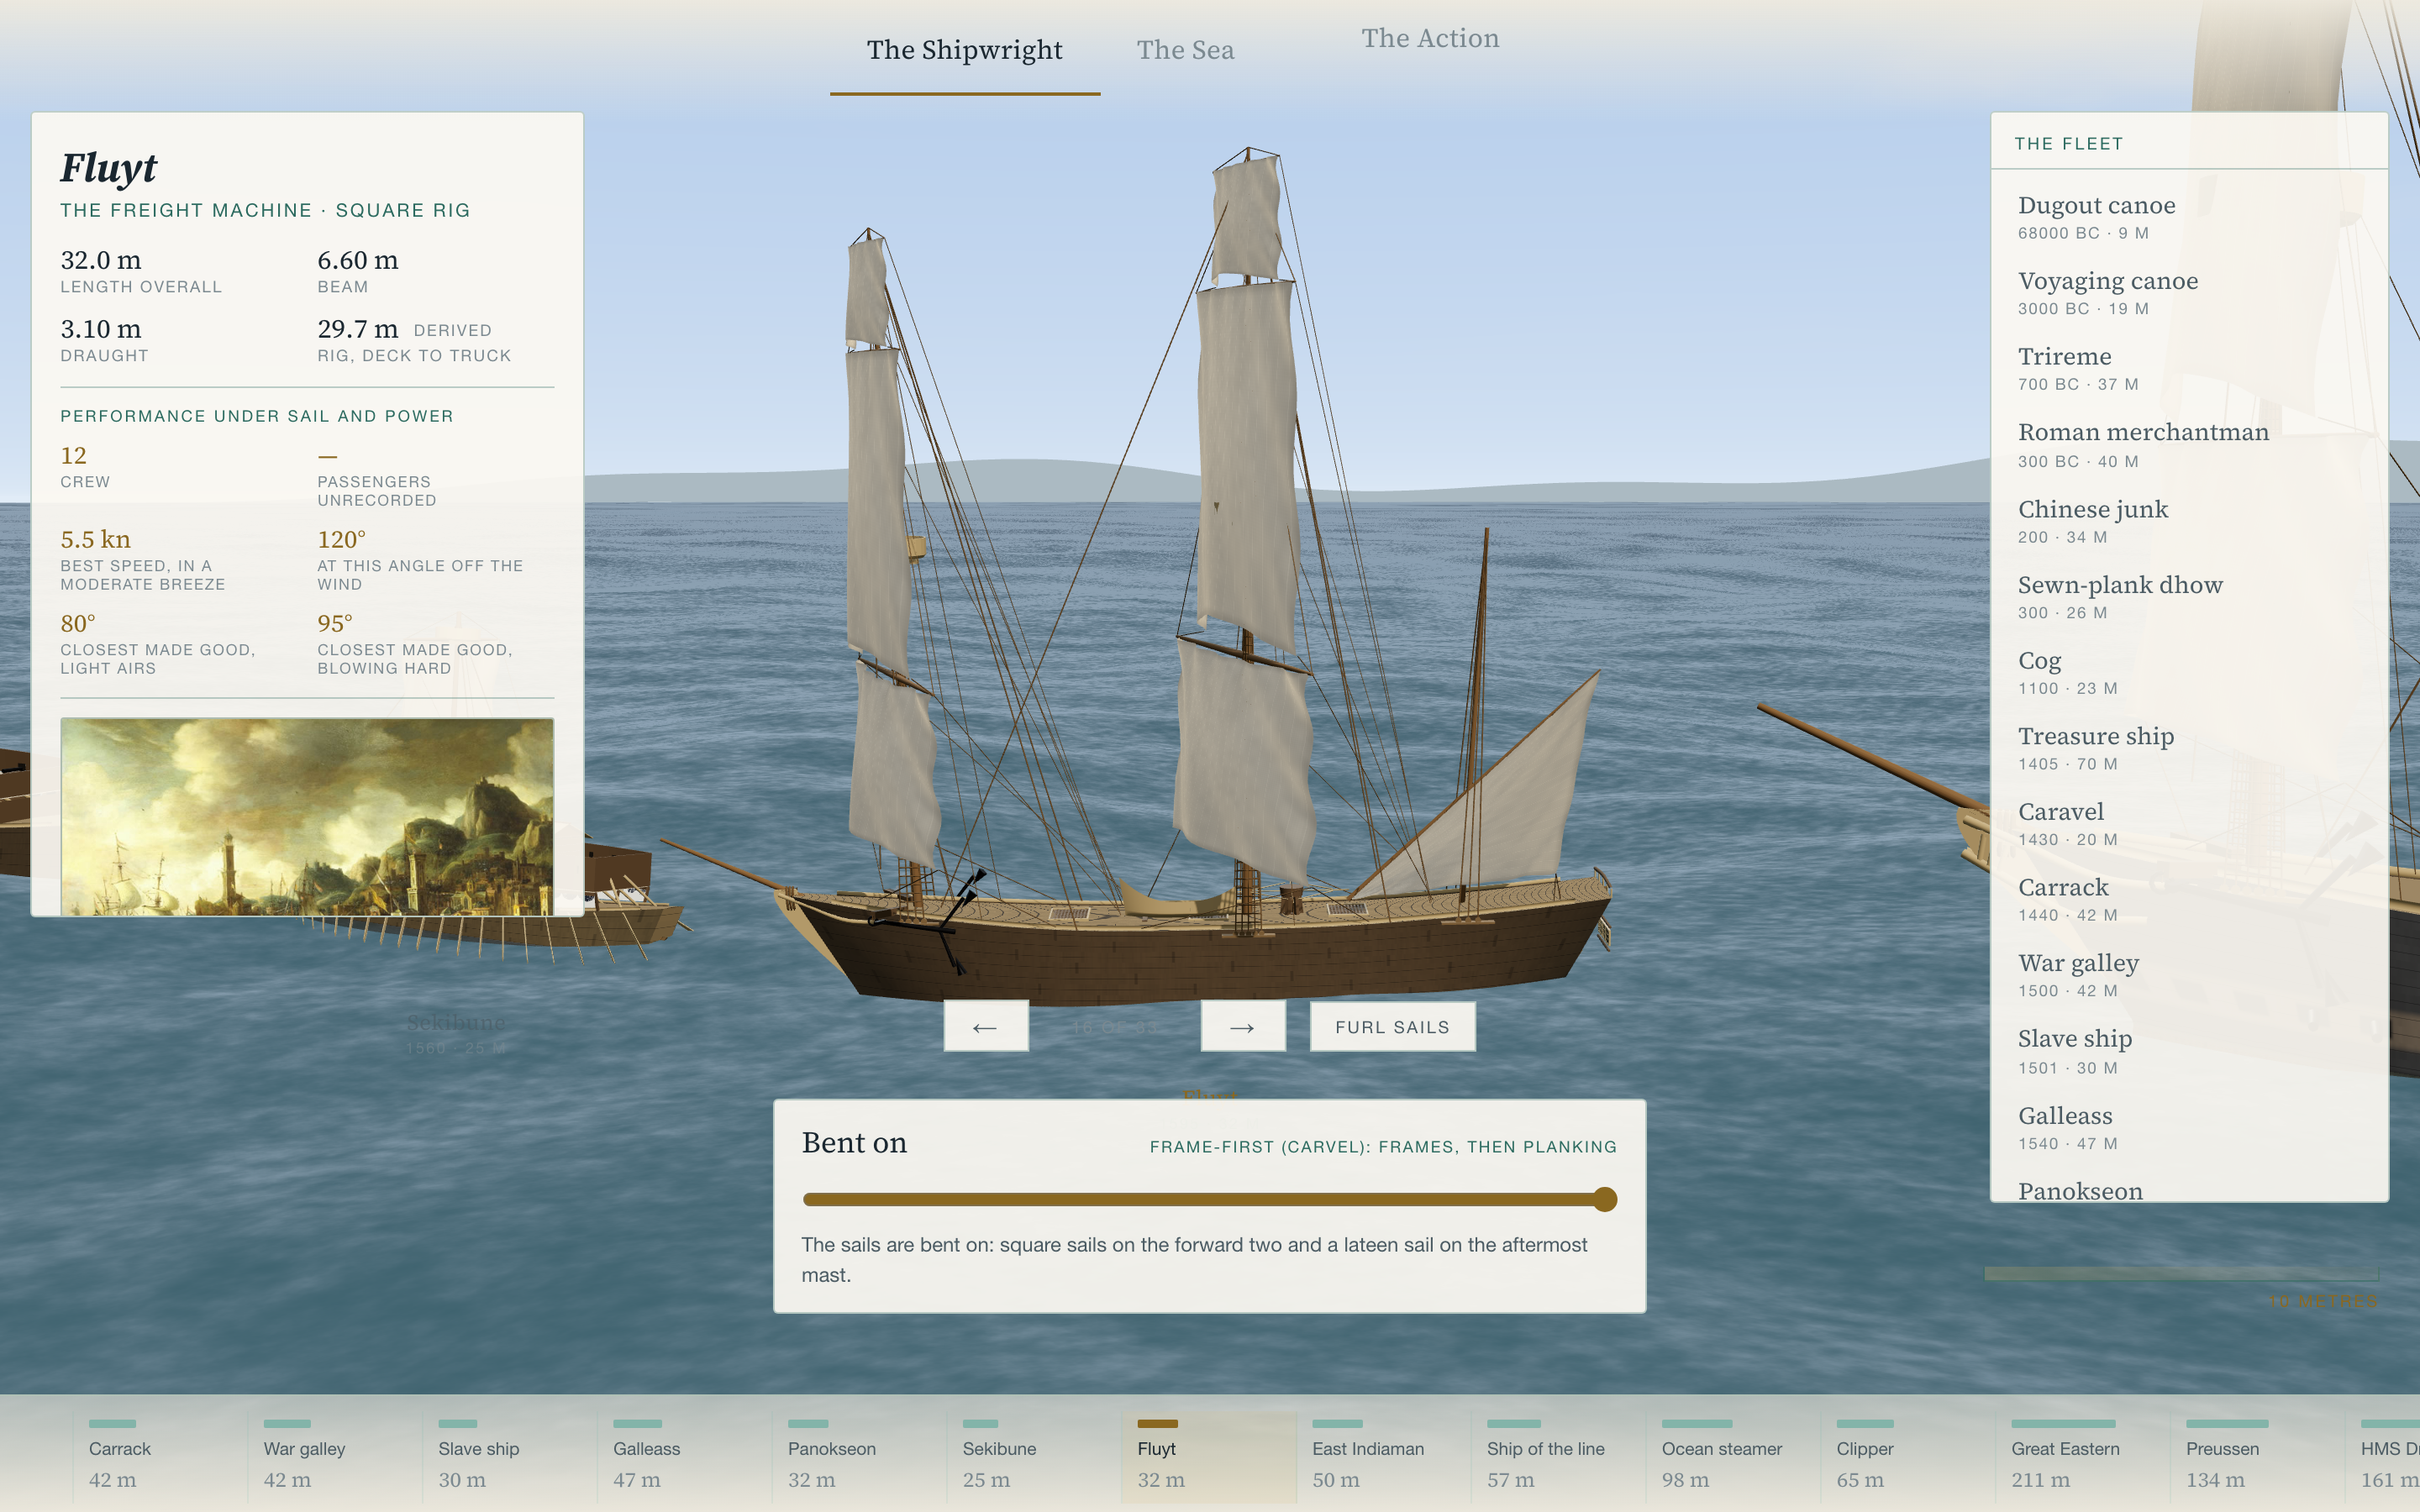 The Shipwright
The Sea
The Action
Fluyt
THE FREIGHT MACHINE · SQUARE RIG
32.0 m
LENGTH OVERALL
6.60 m
BEAM
3.10 m
DRAUGHT
29.7 m DERIVED
RIG, DECK TO TRUCK
PERFORMANCE UNDER SAIL AND POWER
12
CREW
—
PASSENGERS
UNRECORDED
5.5 kn
BEST SPEED, IN A
MODERATE BREEZE
120°
AT THIS ANGLE OFF THE
WIND
80°
CLOSEST MADE GOOD,
LIGHT AIRS
95°
CLOSEST MADE GOOD,
BLOWING HARD
THE FLEET
Dugout canoe
68000 BC · 9 M
Voyaging canoe
3000 BC · 19 M
Trireme
700 BC · 37 M
Roman merchantman
300 BC · 40 M
Chinese junk
200 · 34 M
Sewn-plank dhow
300 · 26 M
Cog
1100 · 23 M
Treasure ship
1405 · 70 M
Caravel
1430 · 20 M
Carrack
1440 · 42 M
War galley
1500 · 42 M
Slave ship
1501 · 30 M
Galleass
1540 · 47 M
Panokseon
Sekibune
1560 · 25 M
←
→
FURL SAILS
Fluyt
Bent on
FRAME-FIRST (CARVEL): FRAMES, THEN PLANKING
The sails are bent on: square sails on the forward two and a lateen sail on the aftermost
mast.
10 METRES
Carrack
42 m
War galley
42 m
Slave ship
30 m
Galleass
47 m
Panokseon
32 m
Sekibune
25 m
Fluyt
32 m
East Indiaman
50 m
Ship of the line
57 m
Ocean steamer
98 m
Clipper
65 m
Great Eastern
211 m
Preussen
134 m
HMS
161 m